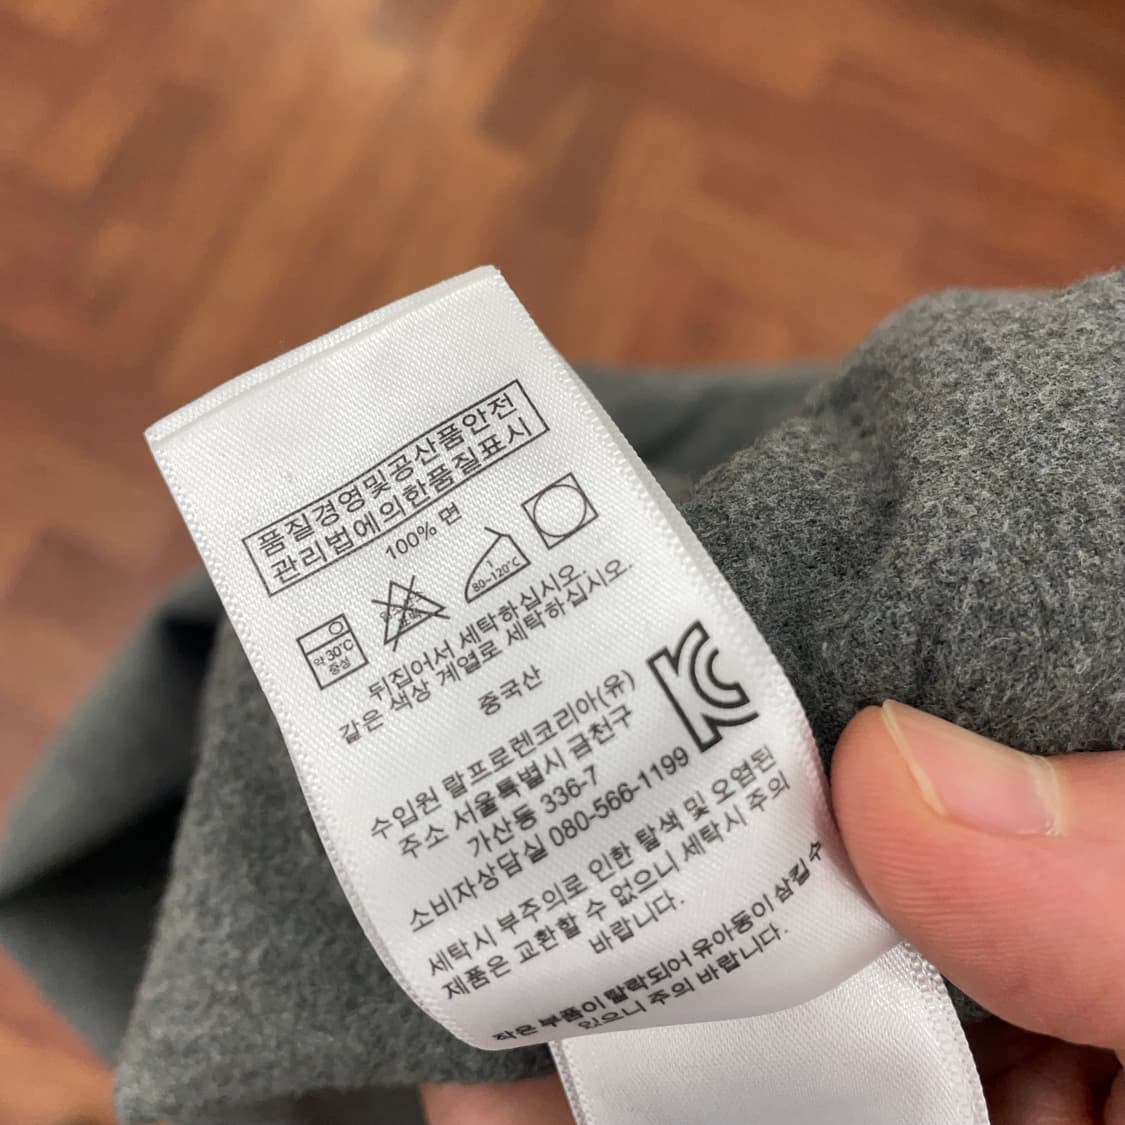 품질경영및공산품안전
관리법에의한품질표시
100% 면
약30℃
중성
80~120℃
뒤집어서 세탁하십시오.
같은 색상 계열로 세탁하십시오.
중국산
수입원 랄프로렌코리아(유)
주소 서울특별시 금천구
가산동 336-7
소비자상담실 080-566-1199
세탁시 부주의로 인한 탈색 및 오염된
제품은 교환할 수 없으니 세탁시 주의
바랍니다.
작은 부품이 탈락되어 유아동이 삼킬 수
있으니 주의 바랍니다.